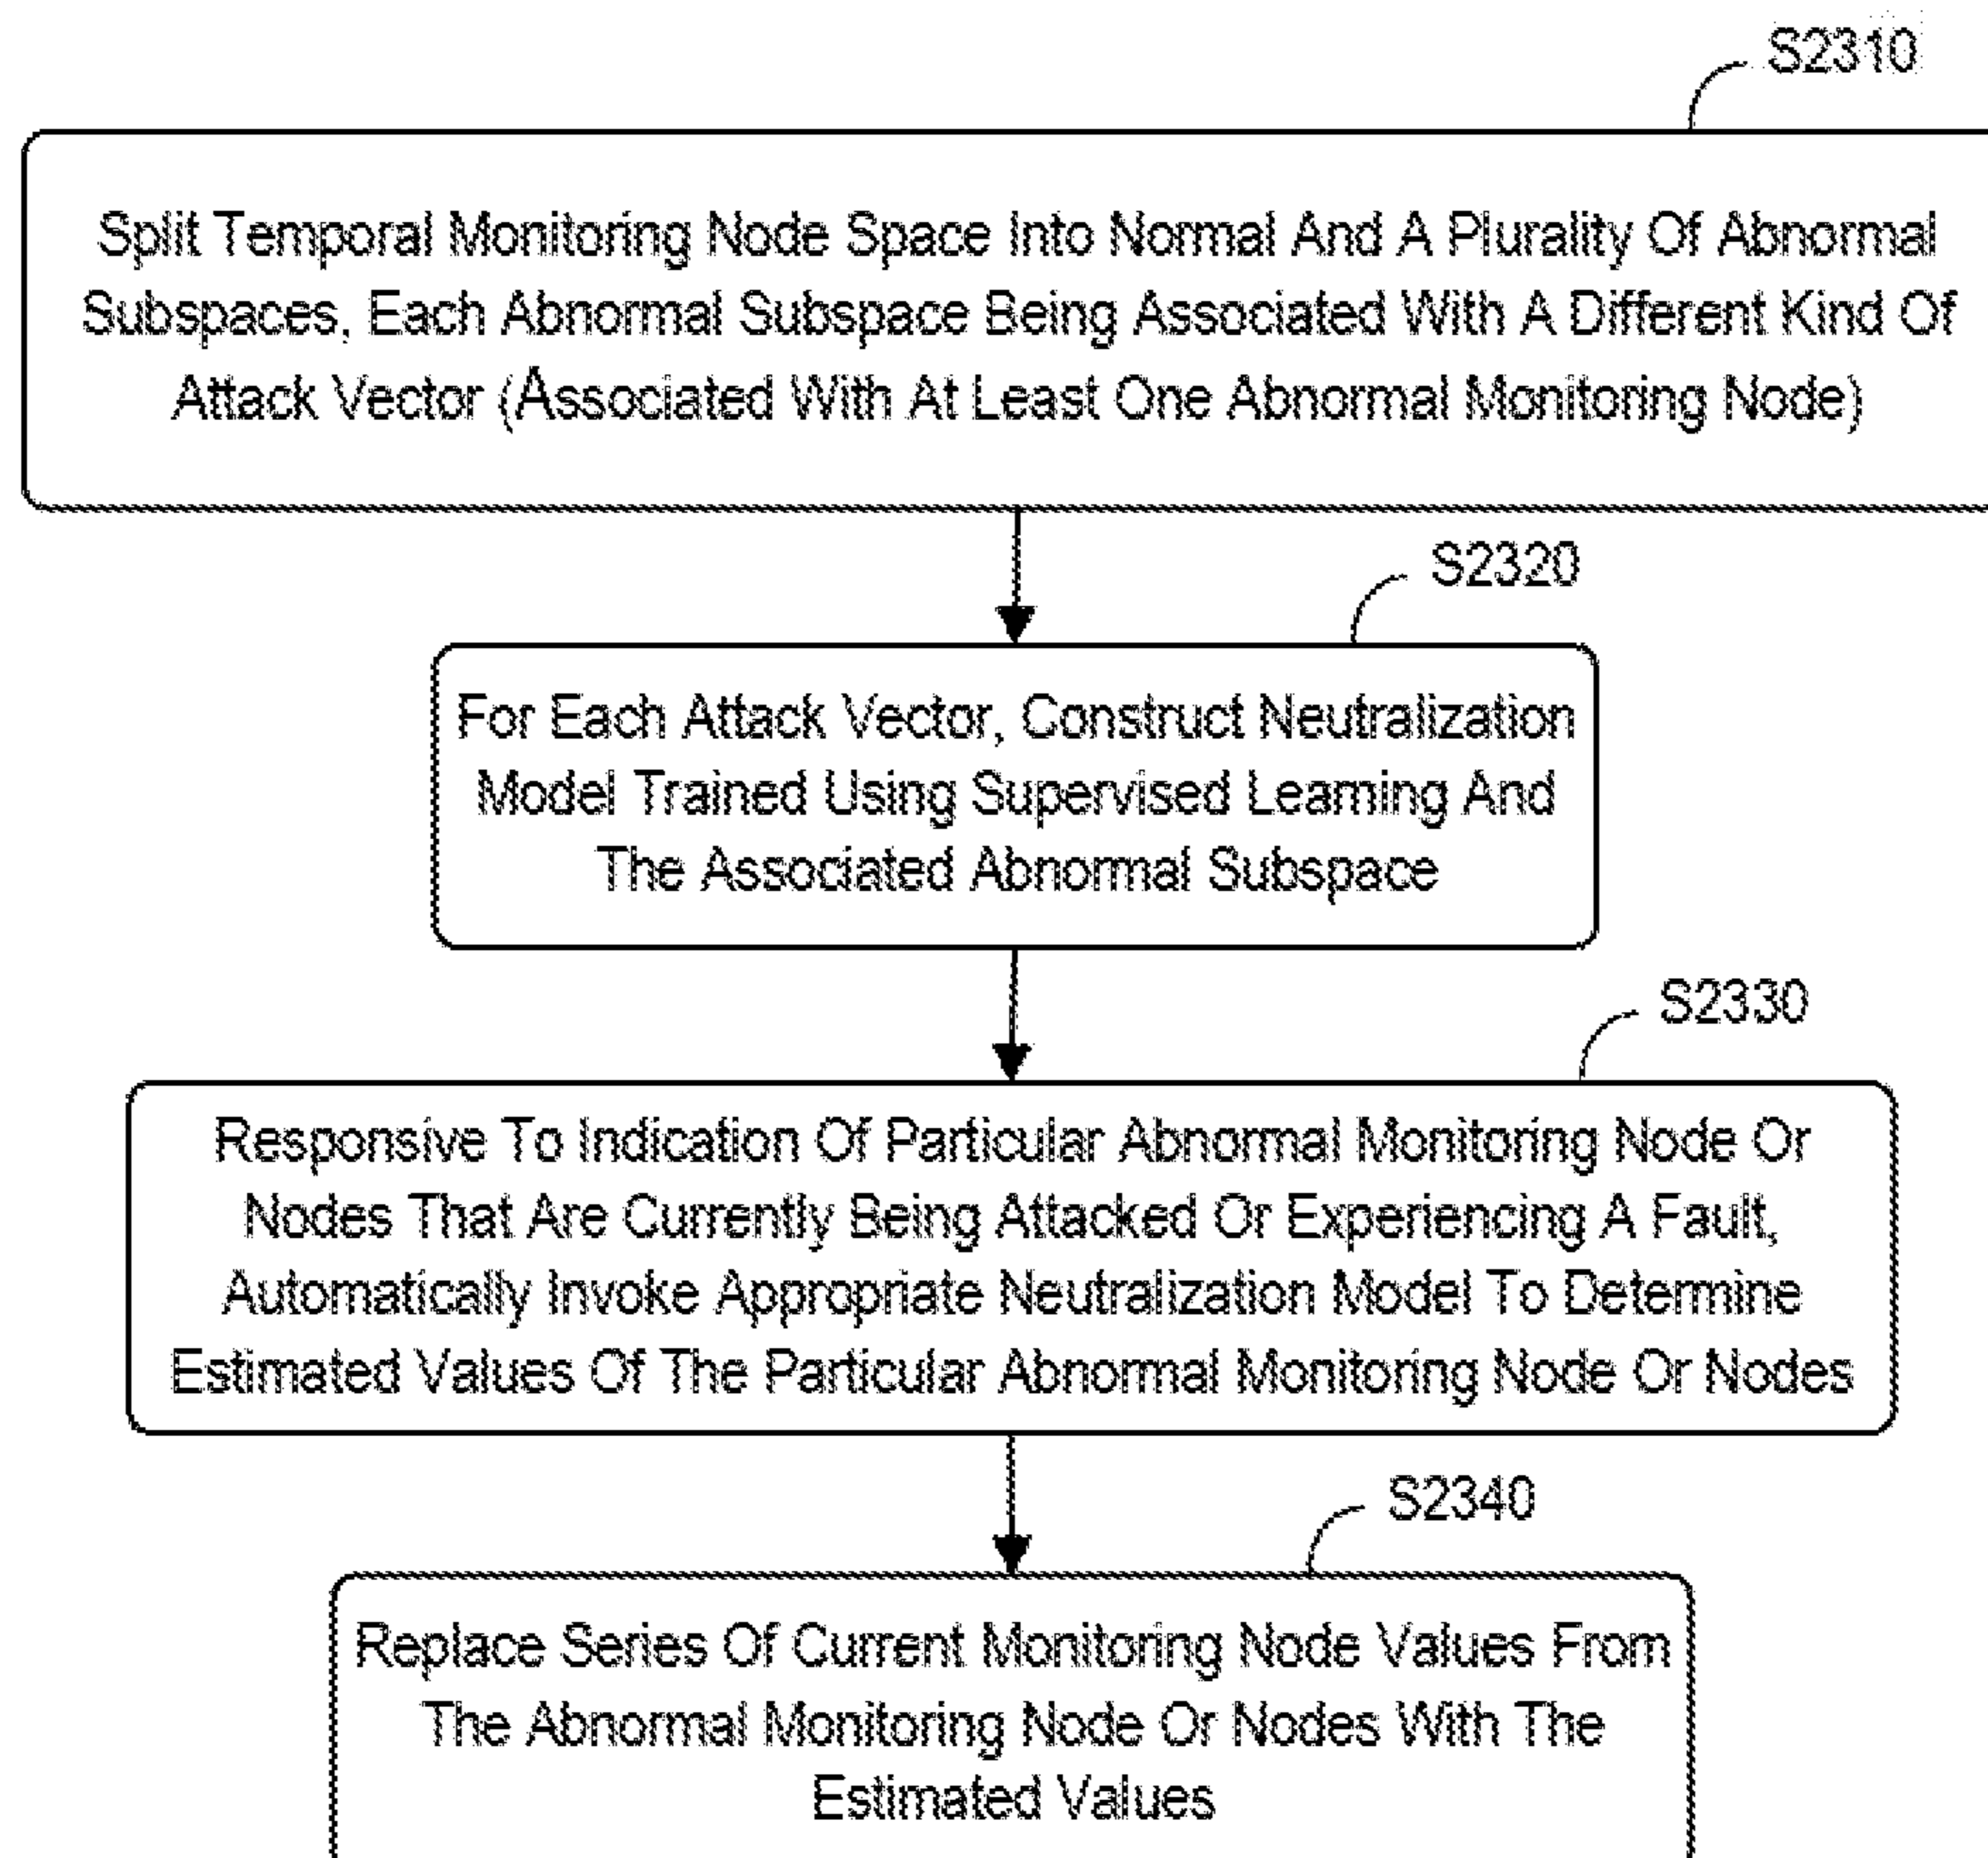 S2310
Split Temporal Monitoring Node Space Into Normal And A Plurality Of Abnormal
Subspaces, Each Abnormal Subspace Being Associated With A Different Kind Of
Attack Vector (Associated With At Least One Abnormal Monitoring Node)
S2320
For Each Attack Vector, Construct Neutralization
Model Trained Using Supervised Learning And
The Associated Abnormal Subspace
S2330
Responsive To Indication Of Particular Abnormal Monitoring Node Or
Nodes That Are Currently Being Attacked Or Experiencing A Fault,
Automatically Invoke Appropriate Neutralization Model To Determine
Estimated Values Of The Particular Abnormal Monitoring Node Or Nodes
S2340
Replace Series Of Current Monitoring Node Values From
The Abnormal Monitoring Node Or Nodes With The
Estimated Values